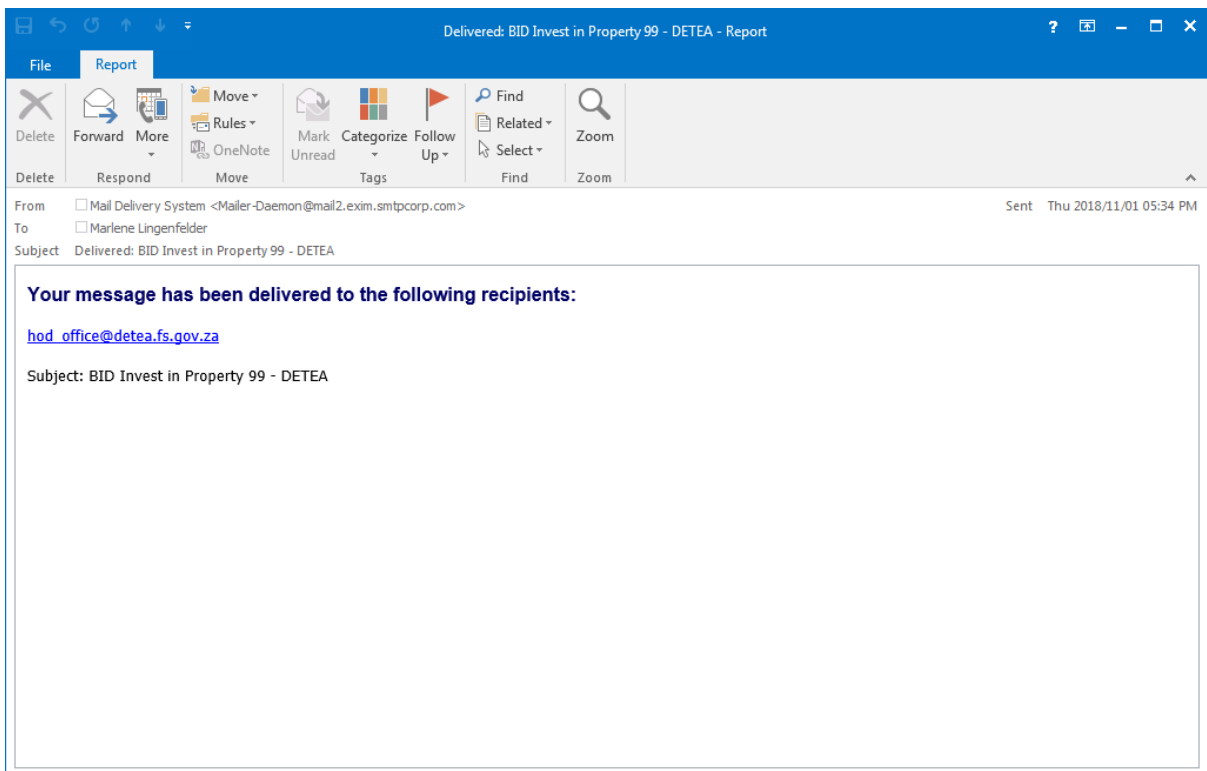 Delivered: BID Invest in Property 99 - DETEA - Report
File Report
Delete
Forward
More
Move
Rules
OneNote
Mark Unread
Categorize
Follow Up
Find
Related
Select
Zoom
Delete Respond Move Tags Find Zoom
From Mail Delivery System <Mailer-Daemon@mail2.exim.smtpcorp.com> Sent Thu 2018/11/01 05:34 PM
To Marlene Lingenfelder
Subject Delivered: BID Invest in Property 99 - DETEA
Your message has been delivered to the following recipients:
hod_office@detea.fs.gov.za
Subject: BID Invest in Property 99 - DETEA